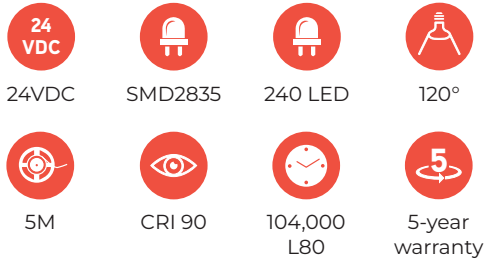 24
VDC
24VDC SMD2835 240 LED 120°
5
5M CRI 90 104,000 5-year
L80 warranty